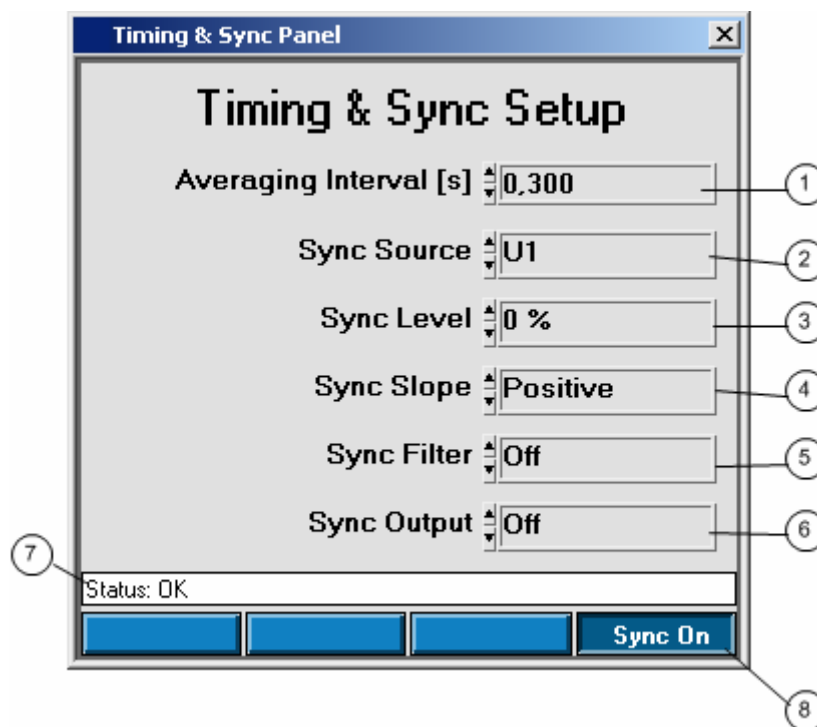 Timing & Sync Panel
Timing & Sync Setup
Averaging Interval [s] 0,300
1
Sync Source U1
2
Sync Level 0 %
3
Sync Slope Positive
4
Sync Filter Off
5
Sync Output Off
6
7
Status: OK
Sync On
8